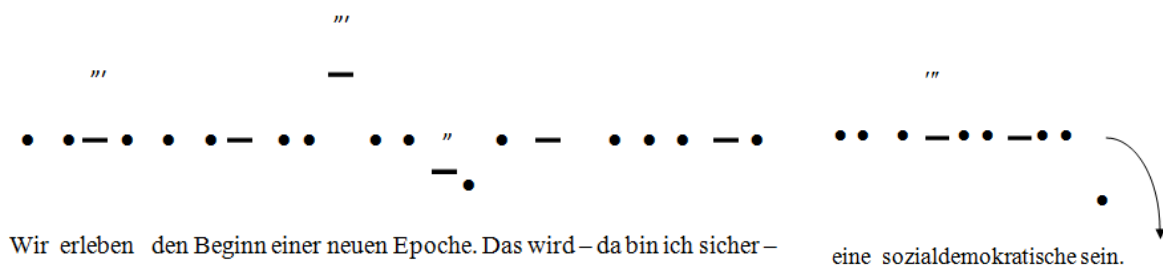 Wir erleben den Beginn einer neuen Epoche. Das wird – da bin ich sicher – eine sozialdemokratische sein.